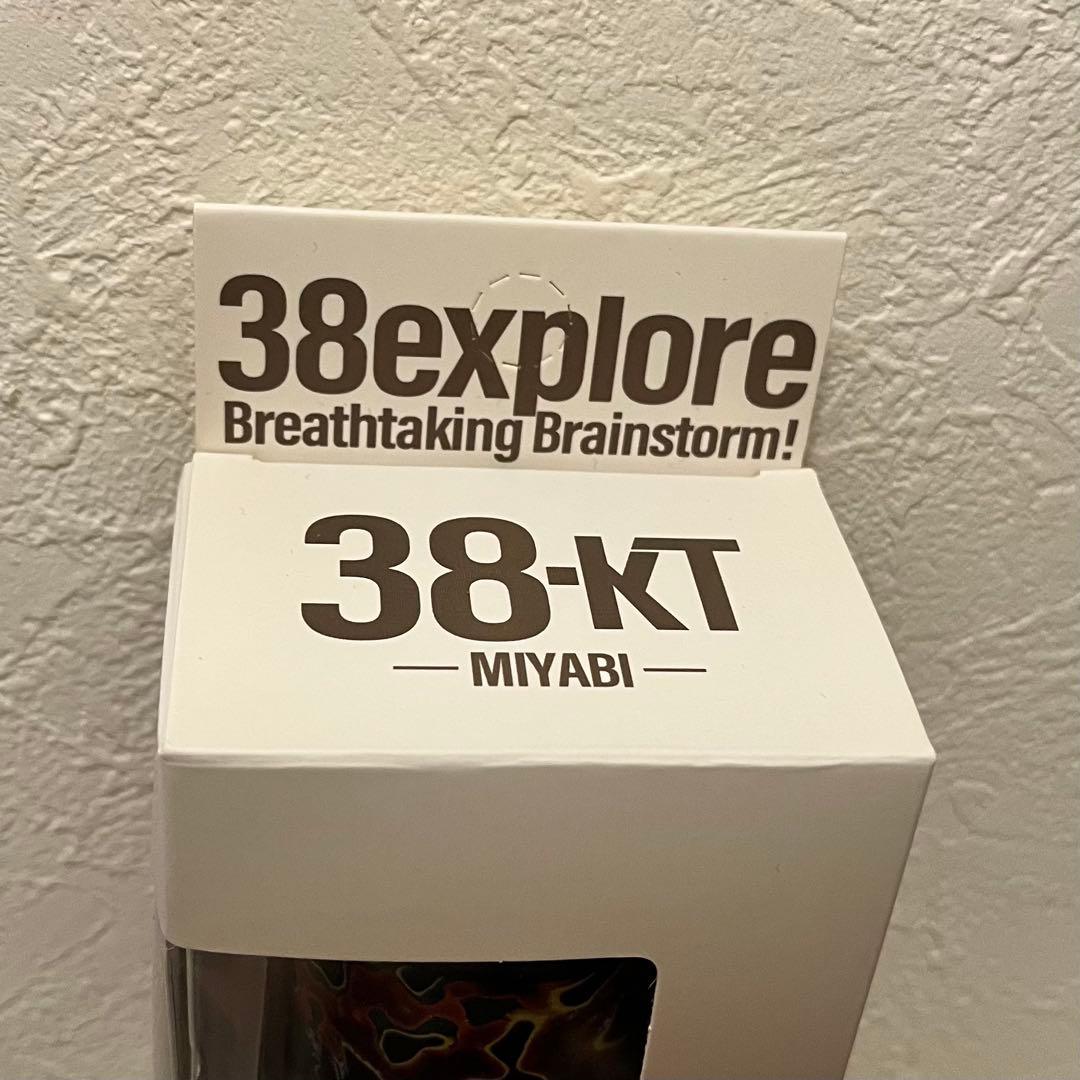 38explore
Breathtaking Brainstorm!
38-KT
MIYABI